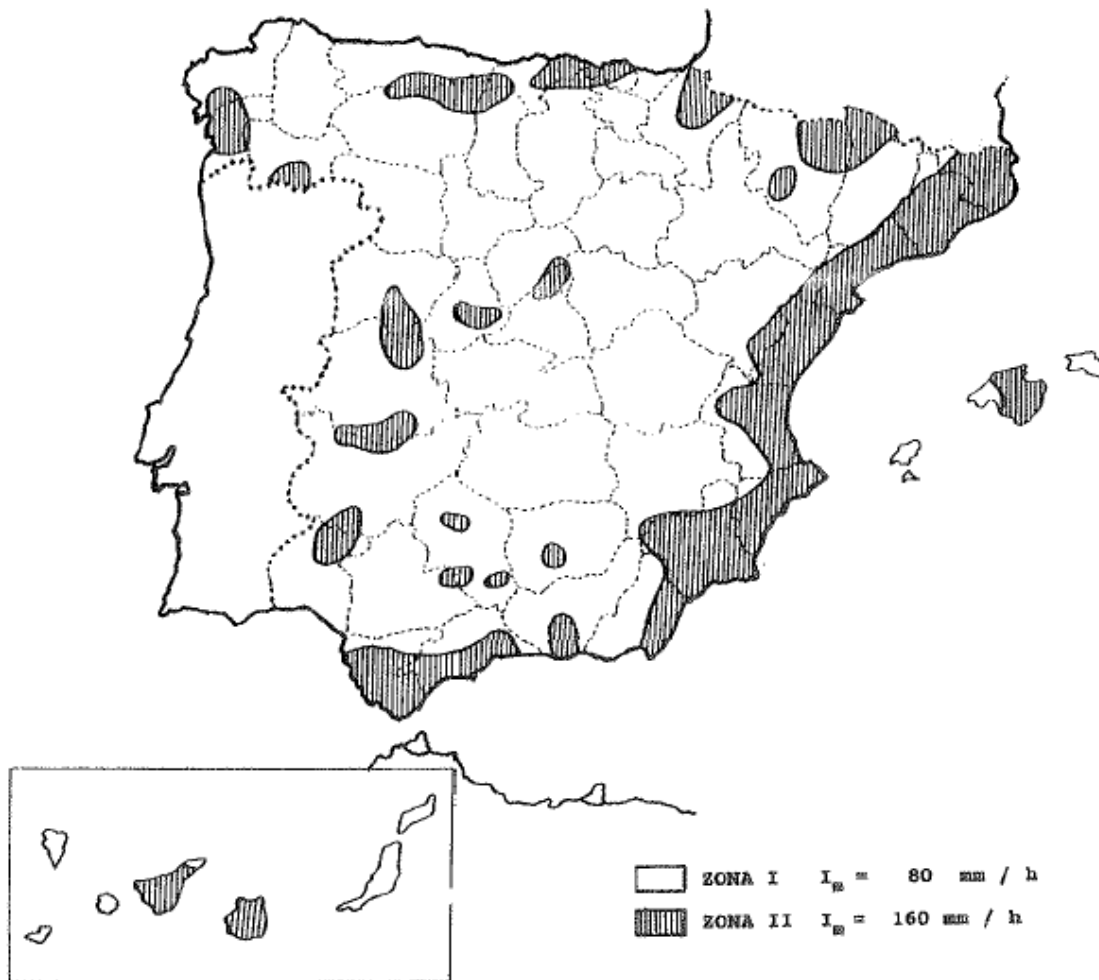 ZONA I I_m = 80 mm / h
ZONA II I_m = 160 mm / h